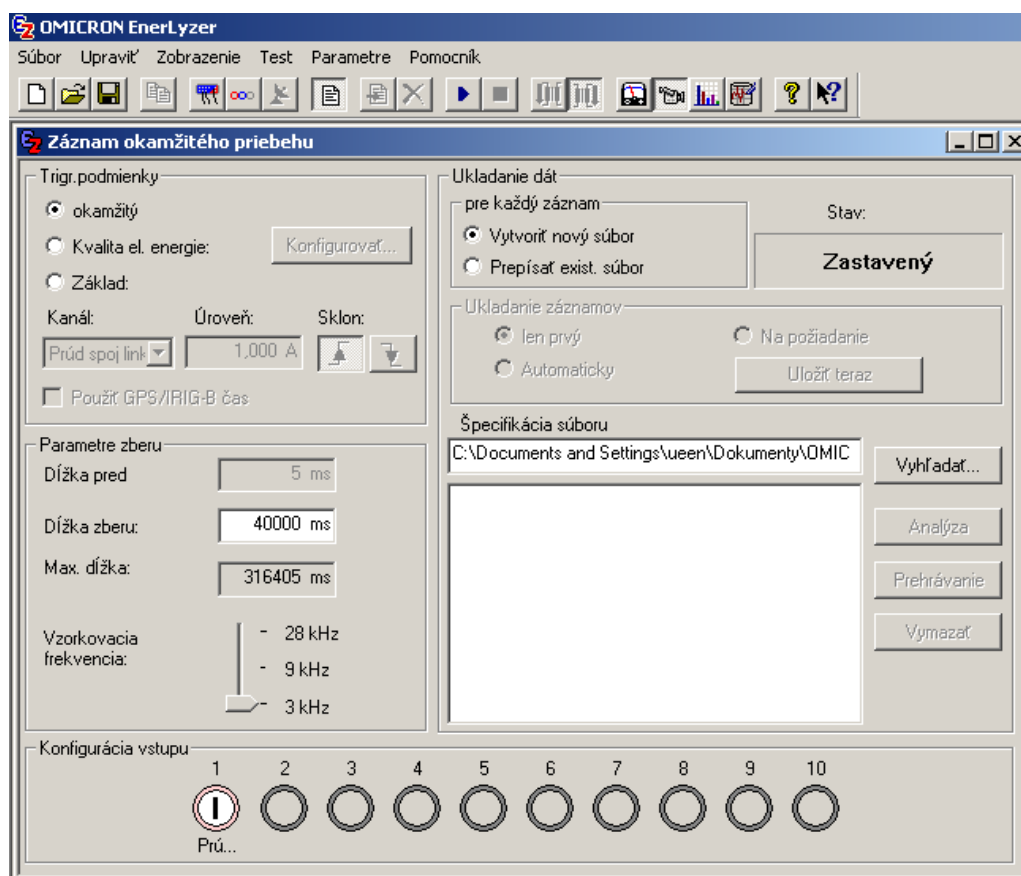 OMICRON EnerLyzer
Súbor Upraviť Zobrazenie Test Parametre Pomocník
Záznam okamžitého priebehu
Trigr.podmienky
okamžitý
Kvalita el. energie:
Konfigurovať...
Základ:
Kanál: Úroveň: Sklon:
Prúd spoj link 1,000 A
Použiť GPS/IRIG-B čas
Parametre zberu
Dĺžka pred 5 ms
Dĺžka zberu: 40000 ms
Max. dĺžka: 316405 ms
Vzorkovacia
frekvencia:
28 kHz
9 kHz
3 kHz
Ukladanie dát
pre každý záznam
Vytvoriť nový súbor
Prepísať exist. súbor
Stav:
Zastavený
Ukladanie záznamov
len prvý Na požiadanie
Automaticky Uložiť teraz
Špecifikácia súboru
C:\Documents and Settings\ueen\Dokumenty\OMIC
Vyhľadať...
Analýza
Prehrávanie
Vymazať
Konfigurácia vstupu
1 2 3 4 5 6 7 8 9 10
I
Prú...